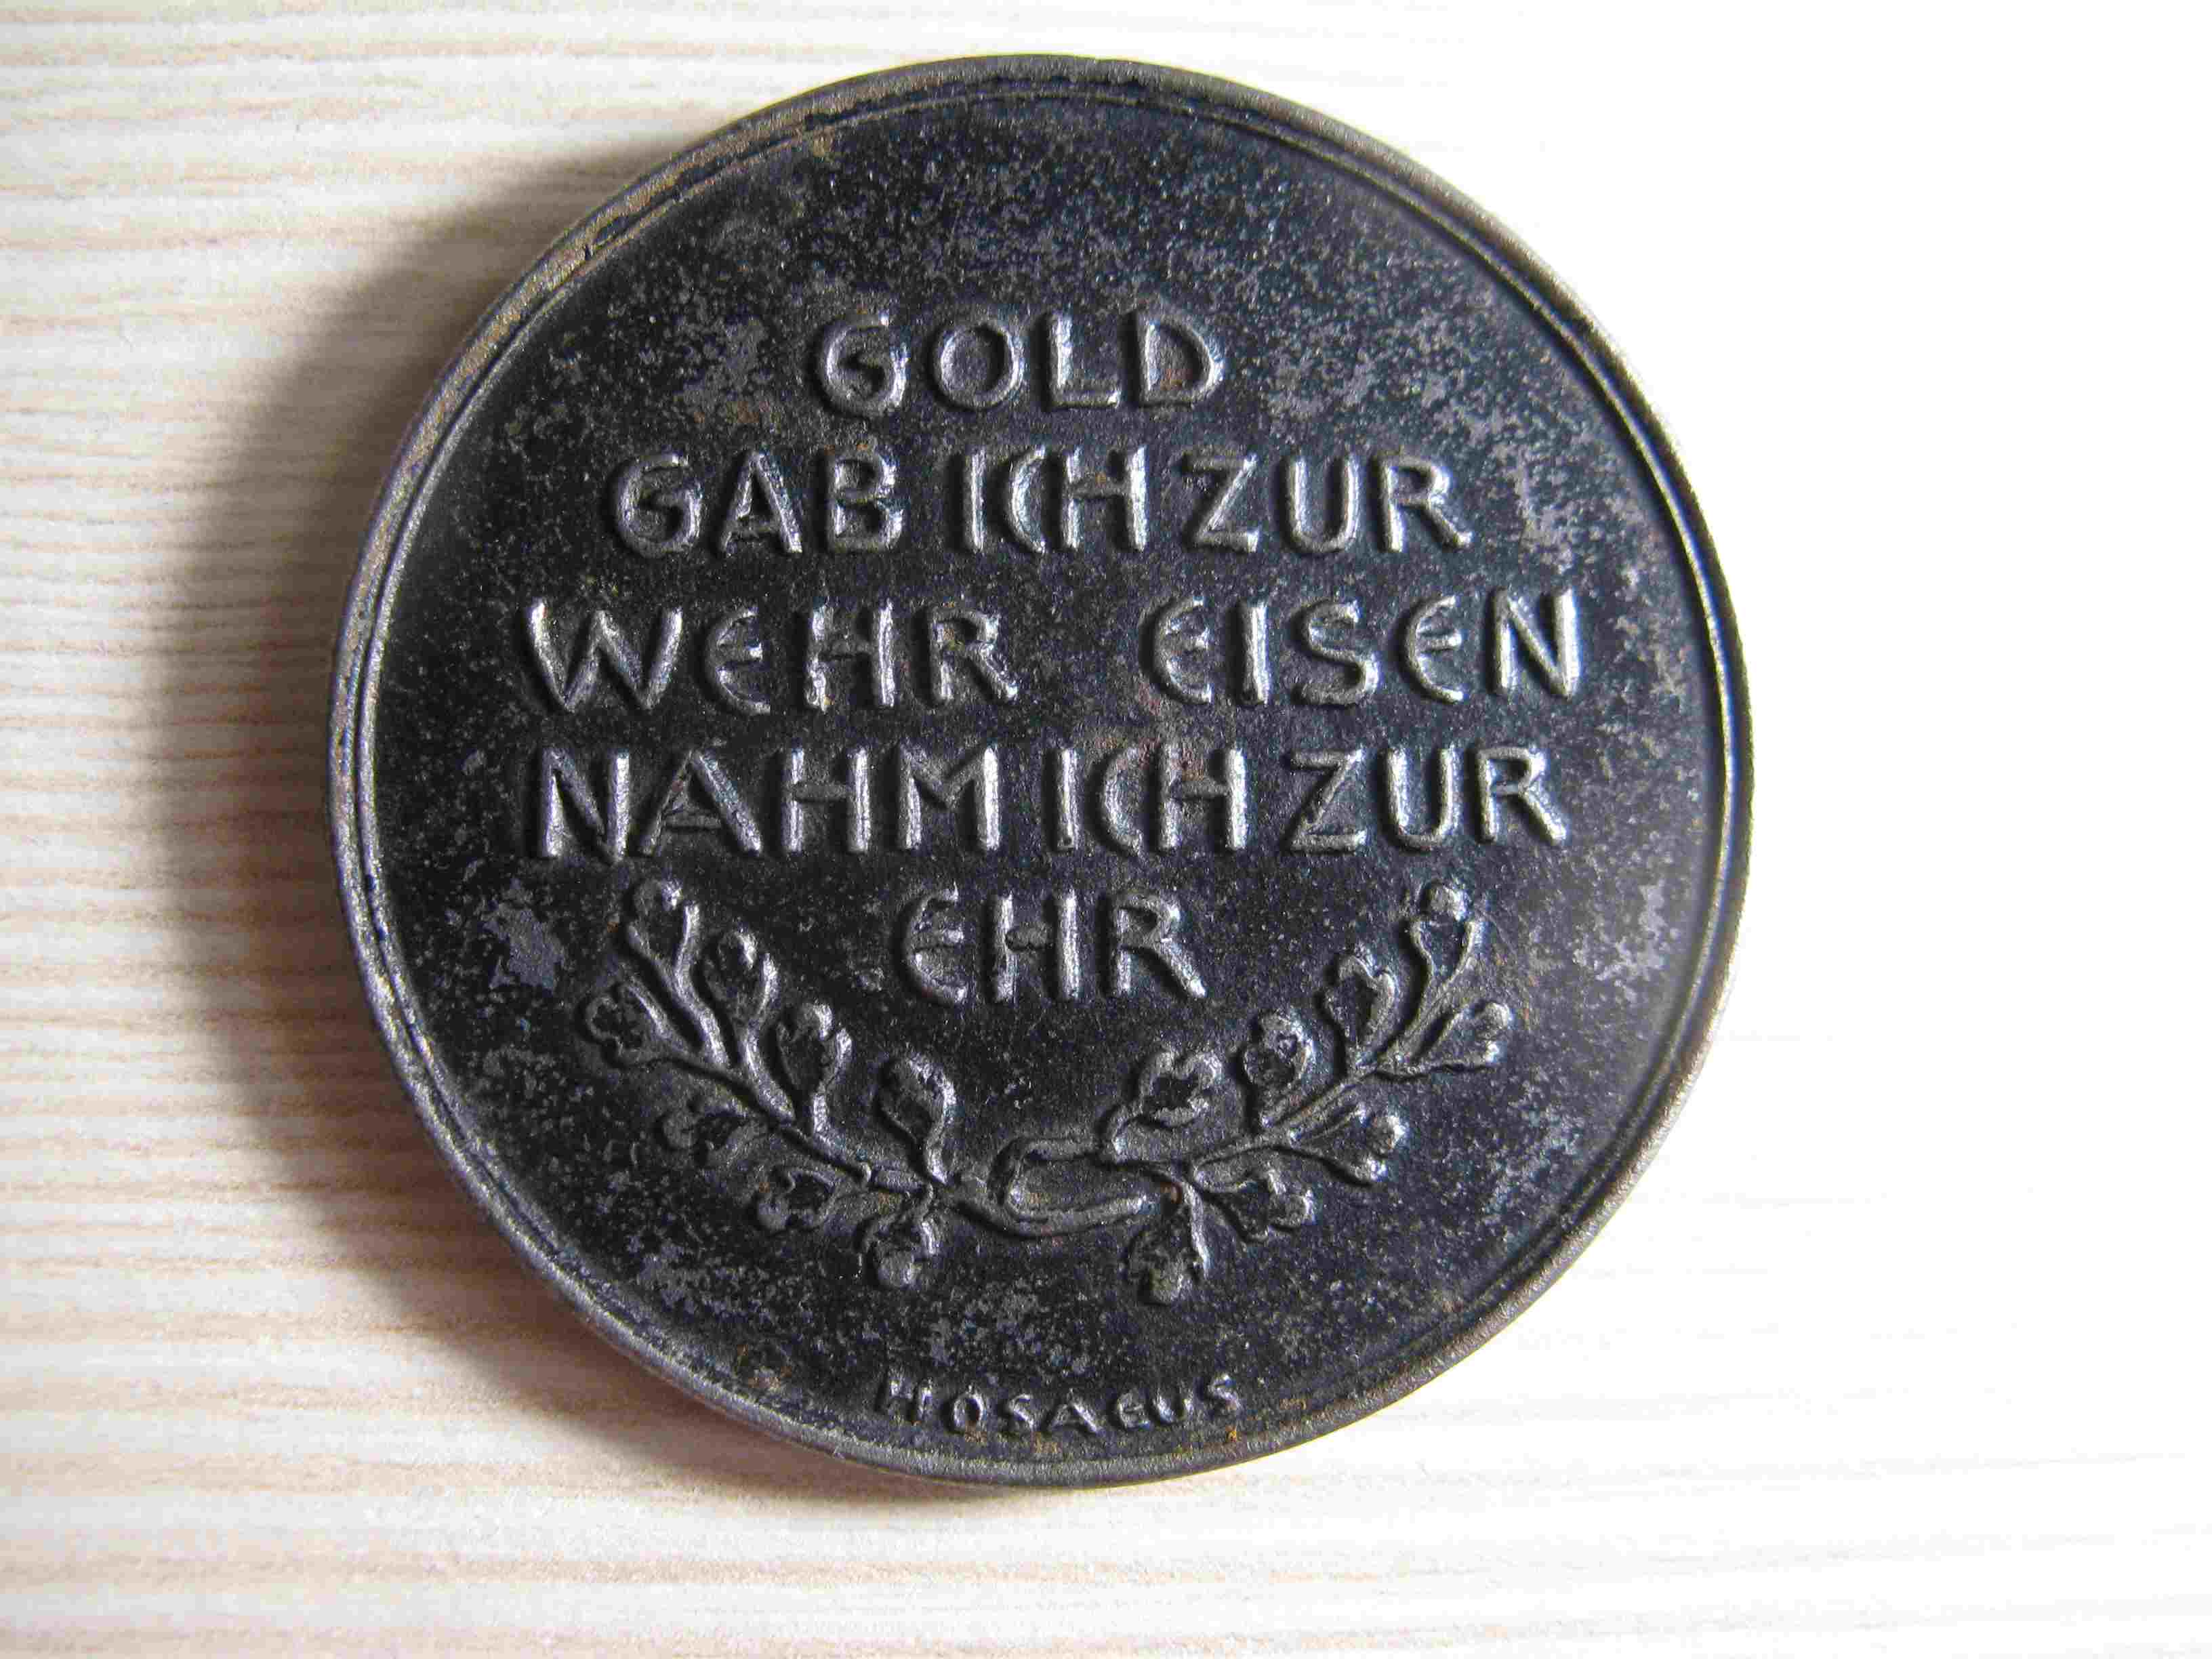 GOLD
GAB ICH ZUR
WEHR EISEN
NAHM ICH ZUR
EHR
HOSAEUS